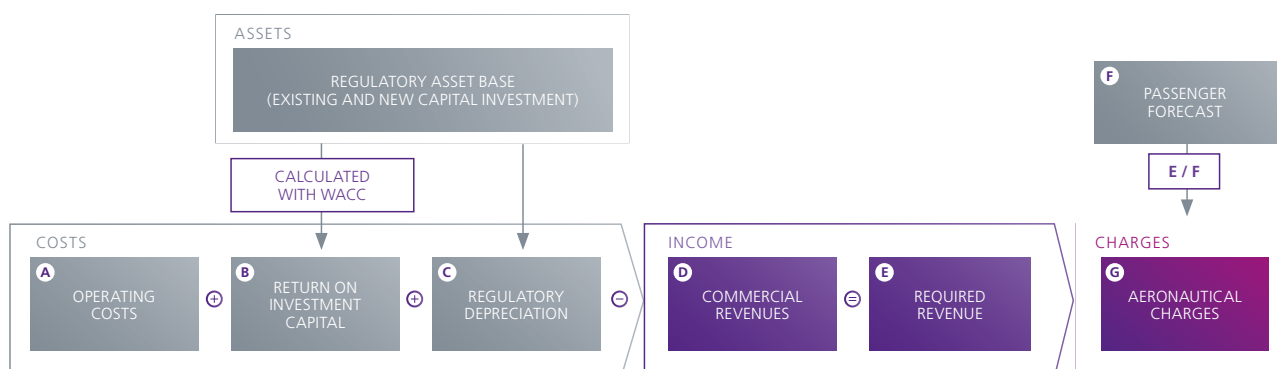 ASSETS
REGULATORY ASSET BASE
(EXISTING AND NEW CAPITAL INVESTMENT)
F
PASSENGER
FORECAST
CALCULATED
WITH WACC
E / F
COSTS
A
OPERATING
COSTS
+
B
RETURN ON
INVESTMENT
CAPITAL
+
C
REGULATORY
DEPRECIATION
−
INCOME
D
COMMERCIAL
REVENUES
=
E
REQUIRED
REVENUE
CHARGES
G
AERONAUTICAL
CHARGES